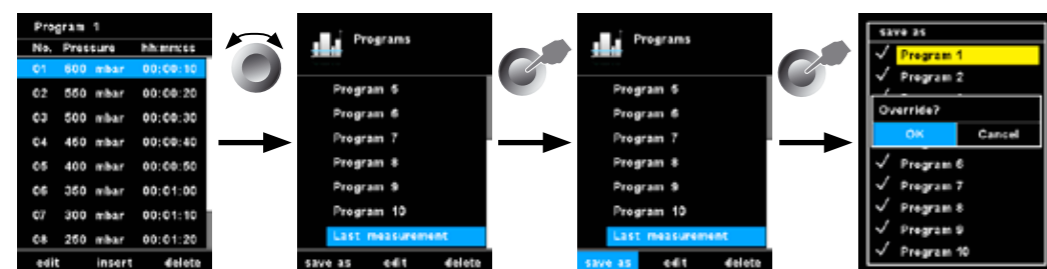 Program 1
No. Pressure hh:mm:ss
01 600 mbar 00:00:10
02 550 mbar 00:00:20
03 500 mbar 00:00:30
04 450 mbar 00:00:40
05 400 mbar 00:00:50
06 350 mbar 00:01:00
07 300 mbar 00:01:10
08 250 mbar 00:01:20
edit insert delete
Programs
Program 5
Program 6
Program 7
Program 8
Program 9
Program 10
Last measurement
save as edit delete
Programs
Program 5
Program 6
Program 7
Program 8
Program 9
Program 10
Last measurement
save as edit delete
save as
Program 1
Program 2
Override?
OK Cancel
Program 6
Program 7
Program 8
Program 9
Program 10